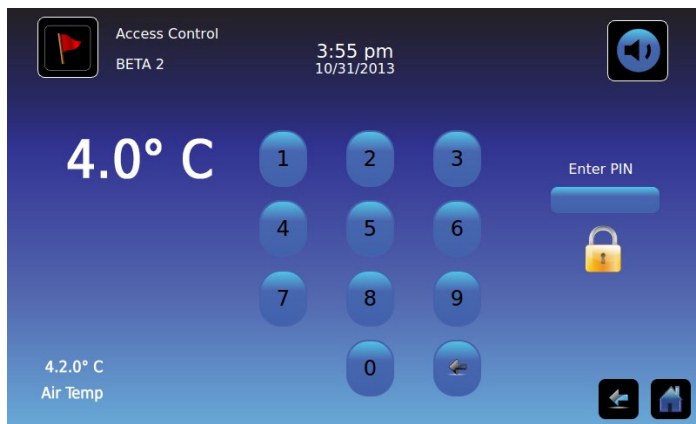 Access Control
BETA 2
3:55 pm
10/31/2013
4.0° C
1 2 3
Enter PIN
4 5 6
7 8 9
0
4.2.0° C
Air Temp